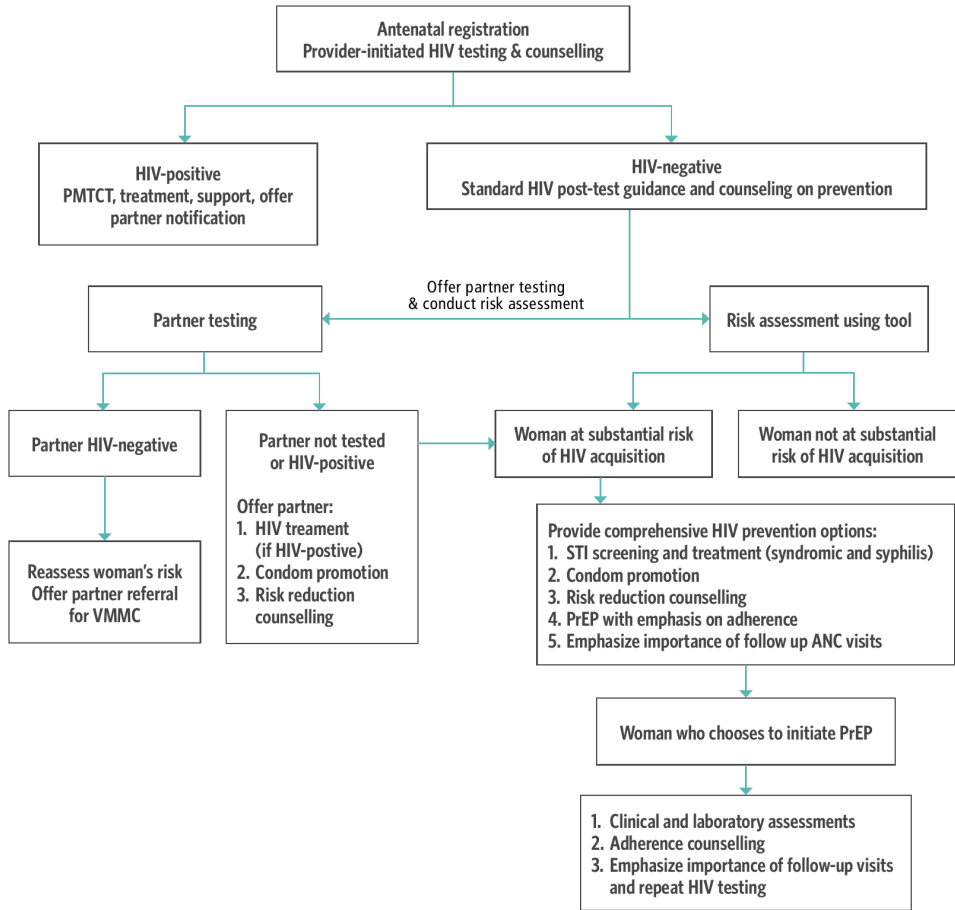 Antenatal registration
Provider-initiated HIV testing & counselling
HIV-positive
PMTCT, treatment, support, offer
partner notification
HIV-negative
Standard HIV post-test guidance and counseling on prevention
Offer partner testing
& conduct risk assessment
Partner testing
Risk assessment using tool
Partner HIV-negative
Partner not tested
or HIV-positive
Offer partner:
1. HIV treament
(if HIV-postive)
2. Condom promotion
3. Risk reduction
counselling
Woman at substantial risk
of HIV acquisition
Woman not at substantial
risk of HIV acquisition
Reassess woman's risk
Offer partner referral
for VMMC
Provide comprehensive HIV prevention options:
1. STI screening and treatment (syndromic and syphilis)
2. Condom promotion
3. Risk reduction counselling
4. PrEP with emphasis on adherence
5. Emphasize importance of follow up ANC visits
Woman who chooses to initiate PrEP
1. Clinical and laboratory assessments
2. Adherence counselling
3. Emphasize importance of follow-up visits
and repeat HIV testing